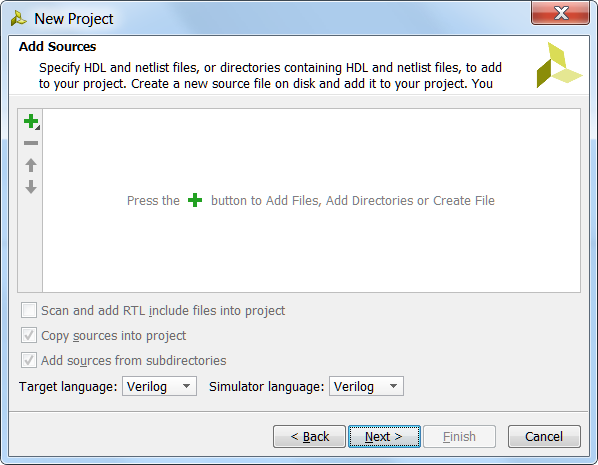 New Project
Add Sources
Specify HDL and netlist files, or directories containing HDL and netlist files, to add
to your project. Create a new source file on disk and add it to your project. You
Press the + button to Add Files, Add Directories or Create File
Scan and add RTL include files into project
Copy sources into project
Add sources from subdirectories
Target language: Verilog Simulator language: Verilog
< Back Next > Finish Cancel